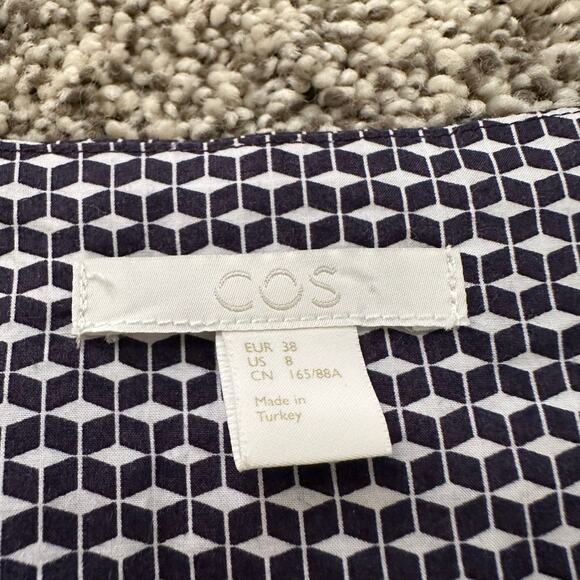 COS
EUR 38
US 8
CN 165/88A
Made in
Turkey